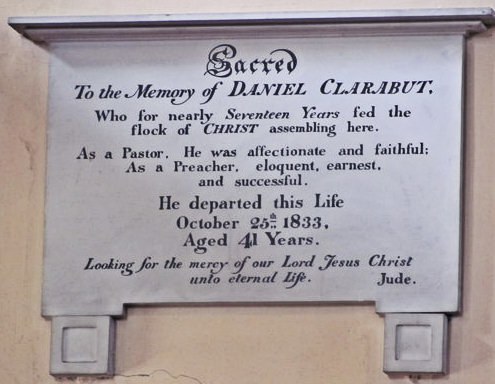 Sacred
To the Memory of DANIEL CLARABUT,
Who for nearly Seventeen Years fed the
flock of CHRIST assembling here.
As a Pastor, He was affectionate and faithful:
As a Preacher, eloquent, earnest,
and successful.
He departed this Life
October 25th 1833,
Aged 41 Years.
Looking for the mercy of our Lord Jesus Christ
unto eternal Life. Jude.